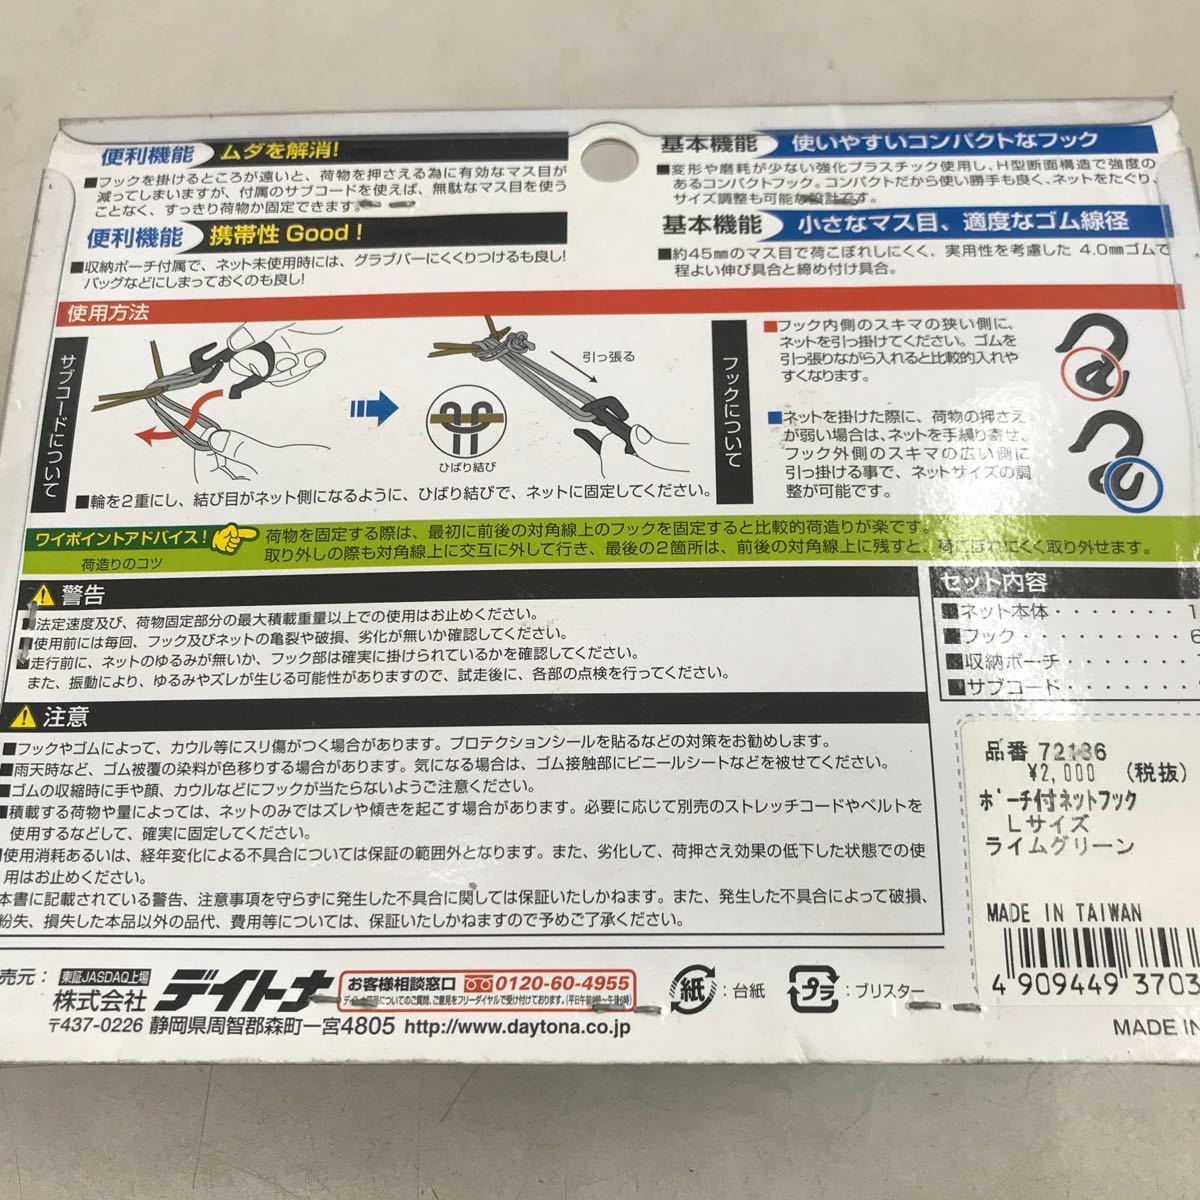 便利機能 ムダを解消!
■フックを掛けるところが遠いと、荷物を押さえる為に有効なマス目が
減ってしまいますが、付属のサブコードを使えば、無駄なマス目を使う
ことなく、すっきり荷物が固定できます。
便利機能 携帯性 Good!
■収納ポーチ付属で、ネット未使用時には、グラブバーにくくりつけるも良し!
バッグなどにしまっておくのも良し!
基本機能 使いやすいコンパクトなフック
■変形や磨耗が少ない強化プラスチック使用し、H型断面構造で強度の
あるコンパクトフック。コンパクトだから使い勝手も良く、ネットをたぐり、
サイズ調整も可能な設計です。
基本機能 小さなマス目、適度なゴム線径
■約45mmのマス目で荷こぼれしにくく、実用性を考慮した 4.0mmゴムで
程よい伸び具合と締め付け具合。
使用方法
サブコードについて
引っ張る
ひばり結び
■輪を2重にし、結び目がネット側になるように、ひばり結びで、ネットに固定してください。
フックについて
■フック内側のスキマの狭い側に、
ネットを引っ掛けてください。ゴムを
引っ張りながら入れると比較的入れや
すくなります。
■ネットを掛けた際に、荷物の押さえ
が弱い場合は、ネットを手繰り寄せ、
フック外側のスキマの広い側に
引っ掛ける事で、ネットサイズの調
整が可能です。
ワイポイントアドバイス!
荷造りのコツ
荷物を固定する際は、最初に前後の対角線上のフックを固定すると比較的荷造りが楽です。
取り外しの際も対角線上に交互に外して行き、最後の2箇所は、前後の対角線上に残すと、荷こぼれにくく取り外せます。
警告
■法定速度及び、荷物固定部分の最大積載重量以上での使用はお止めください。
■使用前には毎回、フック及びネットの亀裂や破損、劣化が無いか確認してください。
■走行前に、ネットのゆるみが無いか、フック部は確実に掛けられているかを確認してください。
また、振動により、ゆるみやズレが生じる可能性がありますので、試走後に、各部の点検を行ってください。
注意
■フックやゴムによって、カウル等にスリ傷がつく場合があります。プロテクションシールを貼るなどの対策をお勧めします。
■雨天時など、ゴム被覆の染料が色移りする場合があります。気になる場合は、ゴム接触部にビニールシートなどを被せてください。
■ゴムの収縮時に手や顔、カウルなどにフックが当たらないようご注意ください。
■積載する荷物や量によっては、ネットのみではズレや傾きを起こす場合があります。必要に応じて別売のストレッチコードやベルトを
使用するなどして、確実に固定してください。
使用消耗あるいは、経年変化による不具合については保証の範囲外となります。また、劣化して、荷押さえ効果の低下した状態での使
用はお止めください。
本書に記載されている警告、注意事項を守らずに発生した不具合に関しては保証いたしかねます。また、発生した不具合によって破損、
紛失、損失した本品以外の品代、費用等については、保証いたしかねますので予めご了承ください。
セット内容
■ネット本体・・・・・・・1
■フック・・・・・・・・6
■収納ポーチ・・・・・・
■サブコード・・・・・・
品番 72186
¥2,000 (税抜)
ポーチ付ネットフック
Lサイズ
ライムグリーン
MADE IN TAIWAN
4 909449 3703
売元: 東証JASDAQ上場
株式会社 デイトナ
お客様相談窓口 0120-60-4955
デイトナ商品についてのご質問、ご意見をフリーダイヤルで受け付けております。
〒437-0226 静岡県周智郡森町一宮4805 http://www.daytona.co.jp
紙:台紙
プラ:ブリスター
MADE IN